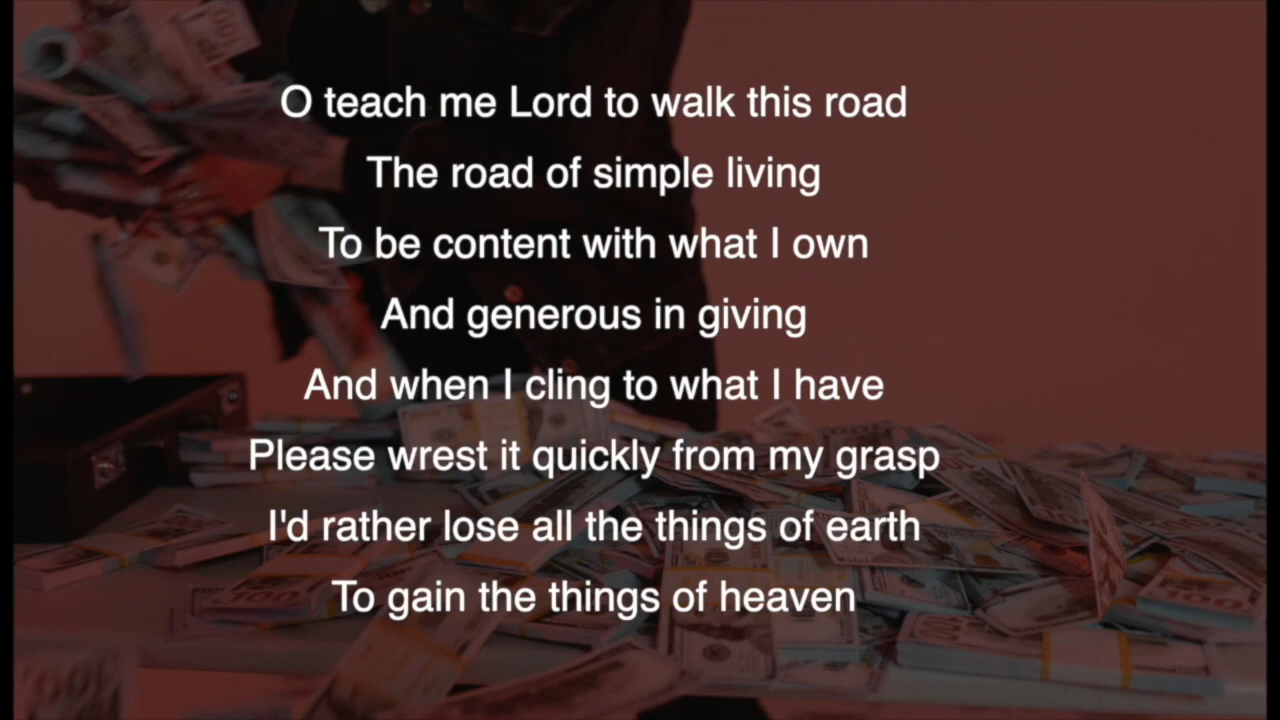 O teach me Lord to walk this road
The road of simple living
To be content with what I own
And generous in giving
And when I cling to what I have
Please wrest it quickly from my grasp
I'd rather lose all the things of earth
To gain the things of heaven